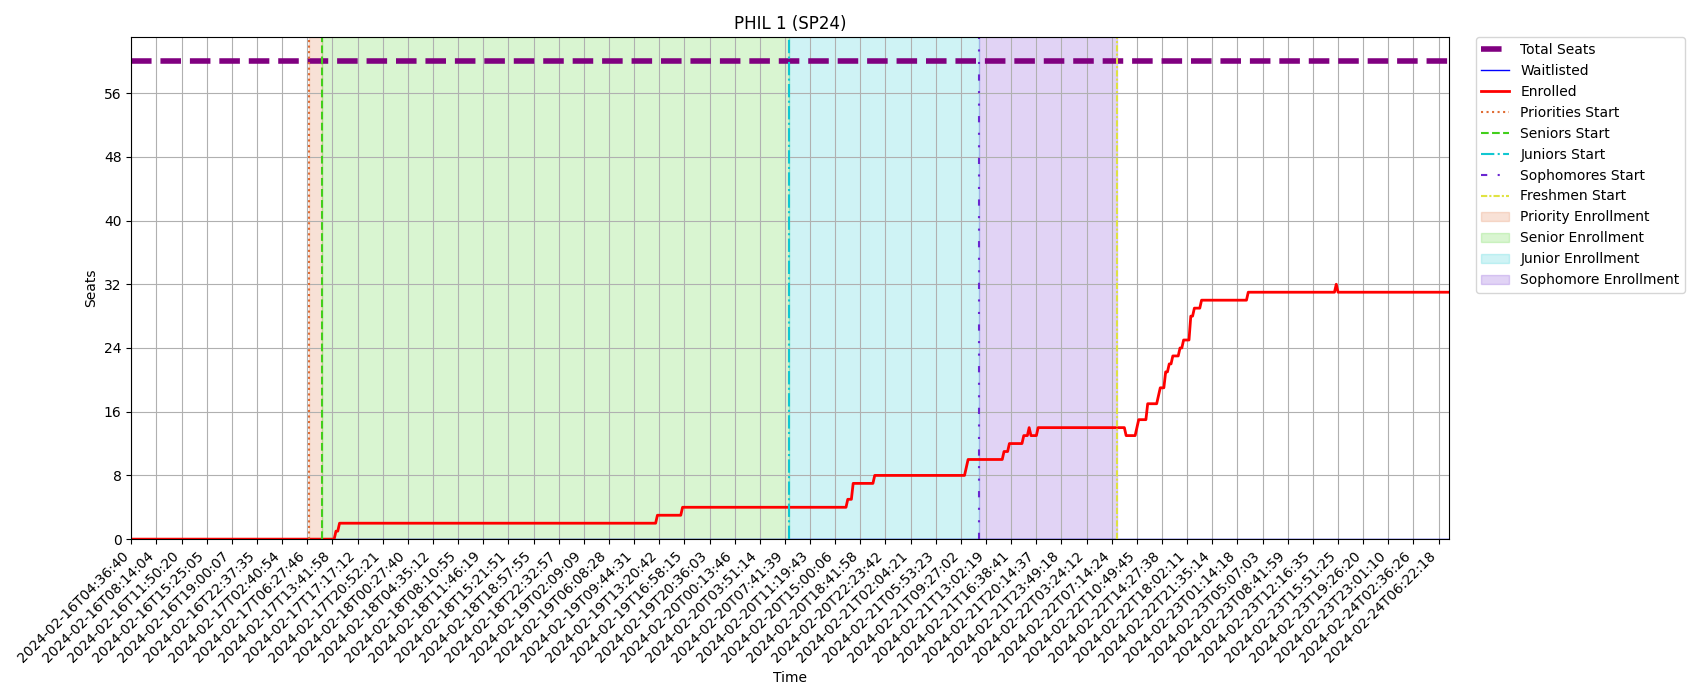 PHIL 1 (SP24)
Total Seats
Waitlisted
Enrolled
Priorities Start
Seniors Start
Juniors Start
Sophomores Start
Freshmen Start
Priority Enrollment
Senior Enrollment
Junior Enrollment
Sophomore Enrollment
Seats
56
48
40
32
24
16
8
0
2024-02-16T04:36:40
2024-02-16T08:14:04
2024-02-16T11:50:20
2024-02-16T15:25:05
2024-02-16T19:00:07
2024-02-16T22:37:35
2024-02-17T02:40:54
2024-02-17T06:27:46
2024-02-17T13:41:58
2024-02-17T17:17:12
2024-02-17T20:52:21
2024-02-18T00:27:40
2024-02-18T04:35:12
2024-02-18T08:10:55
2024-02-18T11:46:19
2024-02-18T15:21:51
2024-02-18T18:57:55
2024-02-18T22:32:57
2024-02-19T02:09:09
2024-02-19T06:08:28
2024-02-19T09:44:31
2024-02-19T13:20:42
2024-02-19T16:58:15
2024-02-19T20:36:03
2024-02-20T00:13:46
2024-02-20T03:51:14
2024-02-20T07:41:39
2024-02-20T11:19:43
2024-02-20T15:00:06
2024-02-20T18:41:58
2024-02-20T22:23:42
2024-02-21T02:04:21
2024-02-21T05:53:23
2024-02-21T09:27:02
2024-02-21T13:02:19
2024-02-21T16:38:41
2024-02-21T20:14:37
2024-02-21T23:49:18
2024-02-22T03:24:12
2024-02-22T07:14:24
2024-02-22T10:49:45
2024-02-22T14:27:38
2024-02-22T18:02:11
2024-02-22T21:35:14
2024-02-23T01:14:18
2024-02-23T05:07:03
2024-02-23T08:41:59
2024-02-23T12:16:35
2024-02-23T15:51:25
2024-02-23T19:26:20
2024-02-23T23:01:10
2024-02-24T02:36:26
2024-02-24T06:22:18
Time